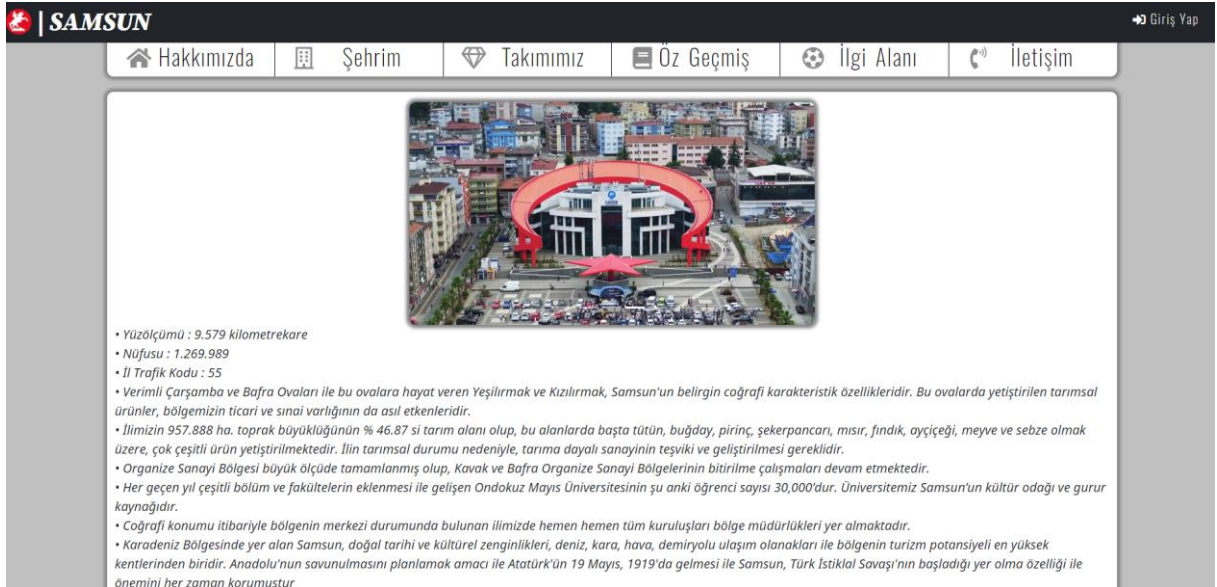 | SAMSUN
Giriş Yap
Hakkımızda
Şehrim
Takımımız
Öz Geçmiş
İlgi Alanı
İletişim
• Yüzölçümü : 9.579 kilometrekare
• Nüfusu : 1.269.989
• İl Trafik Kodu : 55
• Verimli Çarşamba ve Bafra Ovaları ile bu ovalara hayat veren Yeşilırmak ve Kızılırmak, Samsun'un belirgin coğrafi karakteristik özellikleridir. Bu ovalarda yetiştirilen tarımsal
ürünler, bölgemizin ticari ve sınai varlığının da asıl etkenleridir.
• İlimizin 957.888 ha. toprak büyüklüğünün % 46.87 si tarım alanı olup, bu alanlarda başta tütün, buğday, pirinç, şekerpancarı, mısır, fındık, ayçiçeği, meyve ve sebze olmak
üzere, çok çeşitli ürün yetiştirilmektedir. İlin tarımsal durumu nedeniyle, tarıma dayalı sanayinin teşviki ve geliştirilmesi gereklidir.
• Organize Sanayi Bölgesi büyük ölçüde tamamlanmış olup, Kavak ve Bafra Organize Sanayi Bölgelerinin bitirilme çalışmaları devam etmektedir.
• Her geçen yıl çeşitli bölüm ve fakültelerin eklenmesi ile gelişen Ondokuz Mayıs Üniversitesinin şu anki öğrenci sayısı 30,000'dur. Üniversitemiz Samsun'un kültür odağı ve gurur
kaynağıdır.
• Coğrafi konumu itibariyle bölgenin merkezi durumunda bulunan ilimizde hemen hemen tüm kuruluşları bölge müdürlükleri yer almaktadır.
• Karadeniz Bölgesinde yer alan Samsun, doğal tarihi ve kültürel zenginlikleri, deniz, kara, hava, demiryolu ulaşım olanakları ile bölgenin turizm potansiyeli en yüksek
kentlerinden biridir. Anadolu'nun savunulmasını planlamak amacı ile Atatürk'ün 19 Mayıs, 1919'da gelmesi ile Samsun, Türk İstiklal Savaşı'nın başladığı yer olma özelliği ile
önemini her zaman korumuştur